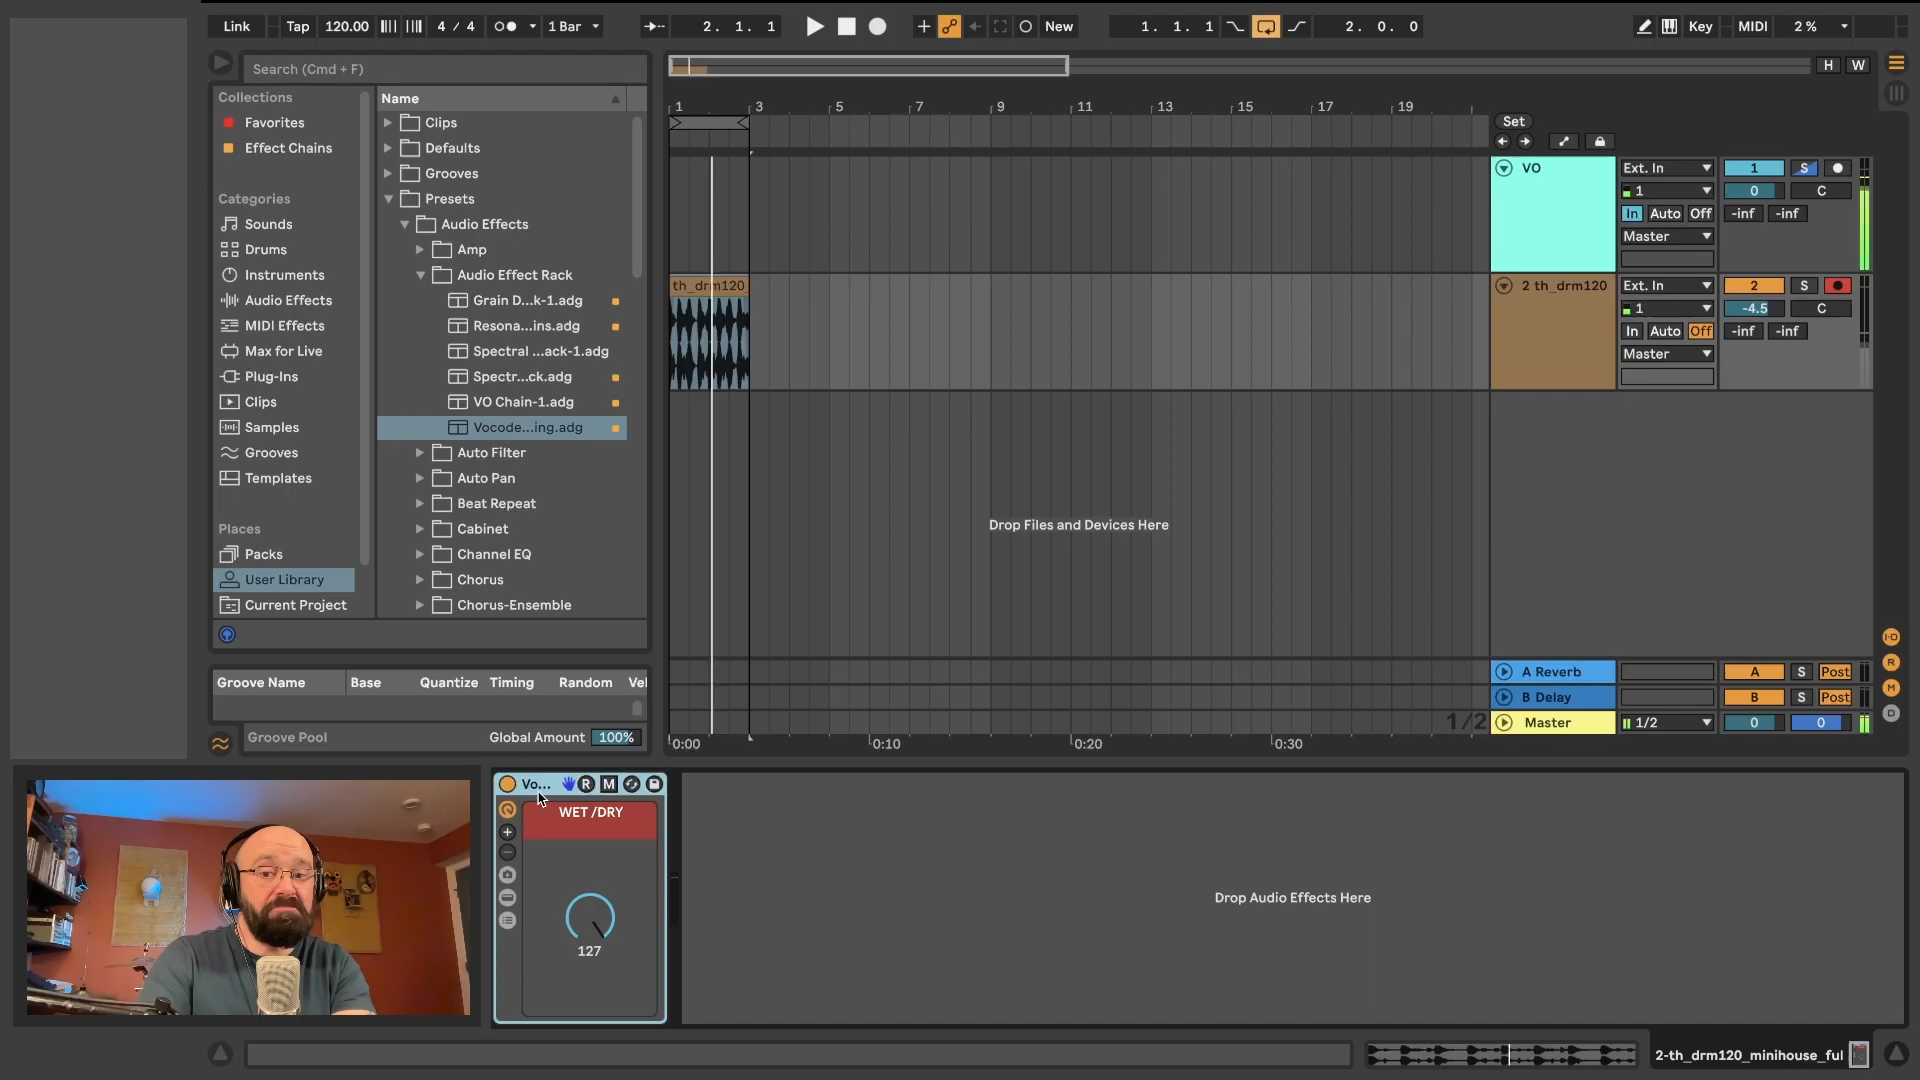 Link Tap 120.00 4 / 4 1 Bar 2. 1. 1 New 1. 1. 1 2. 0. 0 Key MIDI 2 %
Search (Cmd + F)
H W
Collections
Favorites
Effect Chains
Categories
Sounds
Drums
Instruments
Audio Effects
MIDI Effects
Max for Live
Plug-Ins
Clips
Samples
Grooves
Templates
Places
Packs
User Library
Current Project
Name
Clips
Defaults
Grooves
Presets
Audio Effects
Amp
Audio Effect Rack
Grain D...k-1.adg
Resona...ins.adg
Spectral ...ack-1.adg
Spectr...ck.adg
VO Chain-1.adg
Vocode...ing.adg
Auto Filter
Auto Pan
Beat Repeat
Cabinet
Channel EQ
Chorus
Chorus-Ensemble
Groove Name Base Quantize Timing Random Vel
Groove Pool Global Amount 100%
1 3 5 7 9 11 13 15 17 19
Set
th_drm120
Drop Files and Devices Here
1/2
0:00 0:10 0:20 0:30
VO Ext. In 1 S
1 0 C
In Auto Off -inf -inf
Master
2 th_drm120 Ext. In 2 S
1 -4.5 C
In Auto Off -inf -inf
Master
A Reverb A S Post
B Delay B S Post
Master 1/2 0 0
I·O
R
M
D
Vo... R M
WET /DRY
127
Drop Audio Effects Here
2-th_drm120_minihouse_ful